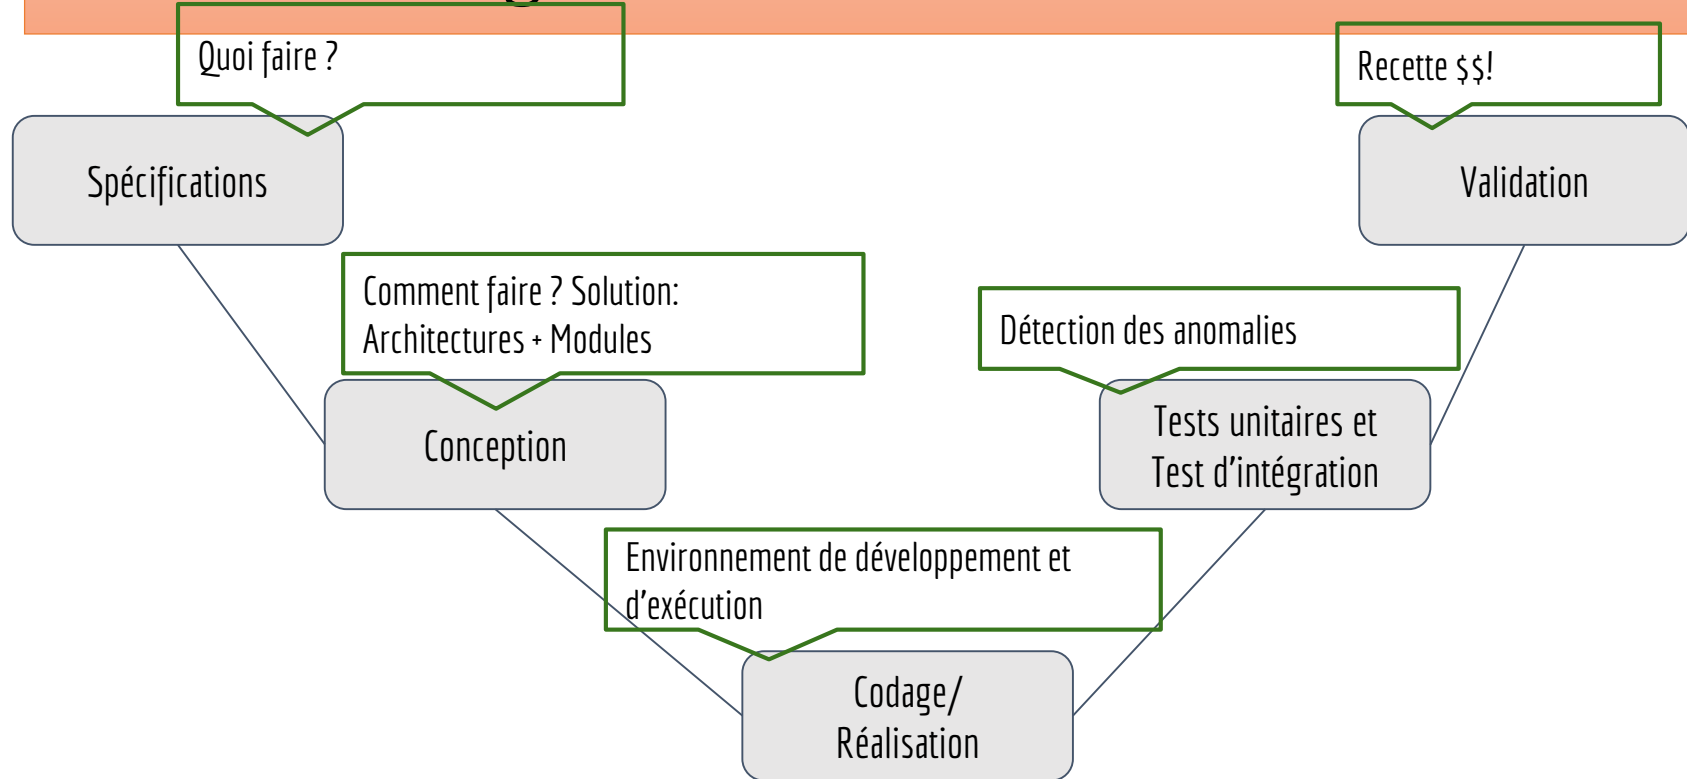 Quoi faire ?
Recette $$!
Spécifications
Validation
Comment faire ? Solution:
Architectures + Modules
Détection des anomalies
Conception
Tests unitaires et
Test d'intégration
Environnement de développement et
d'exécution
Codage/
Réalisation